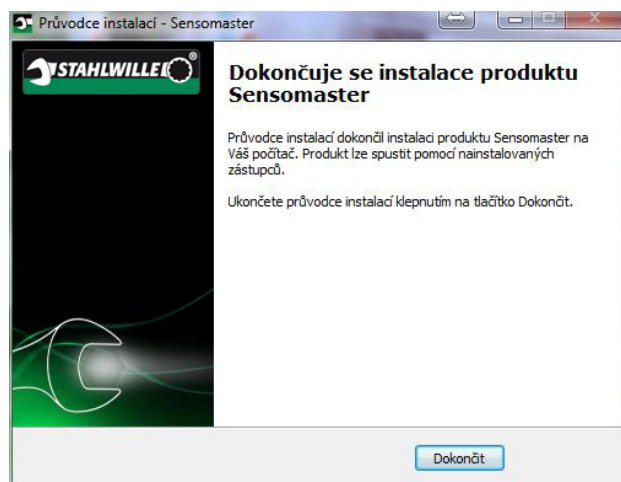 Průvodce instalací - Sensomaster
STAHLWILLE®
Dokončuje se instalace produktu
Sensomaster
Průvodce instalací dokončil instalaci produktu Sensomaster na
Váš počítač. Produkt lze spustit pomocí nainstalovaných
zástupců.
Ukončete průvodce instalací klepnutím na tlačítko Dokončit.
Dokončit